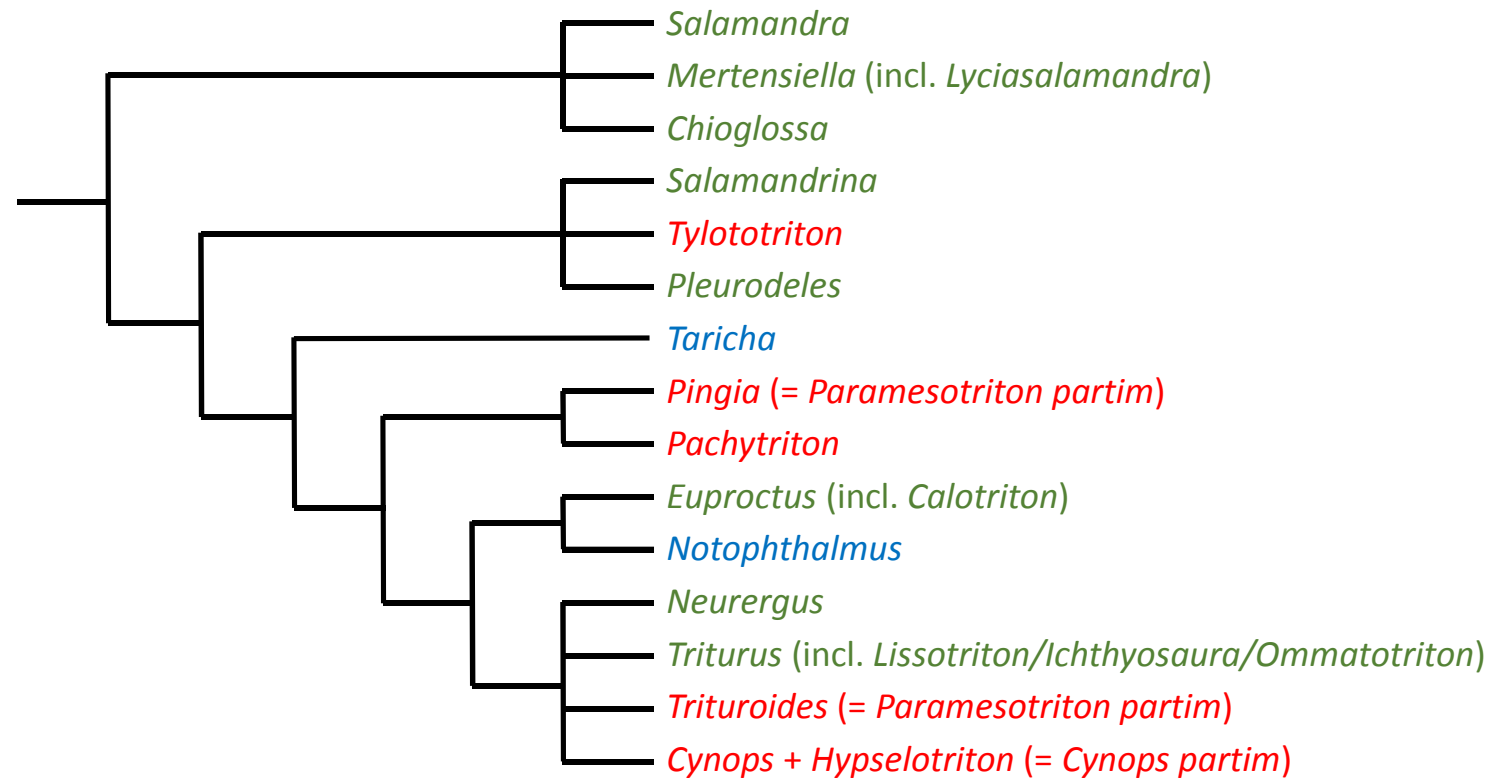 Salamandra
Mertensiella (incl. Lyciasalamandra)
Chioglossa
Salamandrina
Tylototriton
Pleurodeles
Taricha
Pingia (= Paramesotriton partim)
Pachytriton
Euproctus (incl. Calotriton)
Notophthalmus
Neurergus
Triturus (incl. Lissotriton/Ichthyosaura/Ommatotriton)
Trituroides (= Paramesotriton partim)
Cynops + Hypselotriton (= Cynops partim)